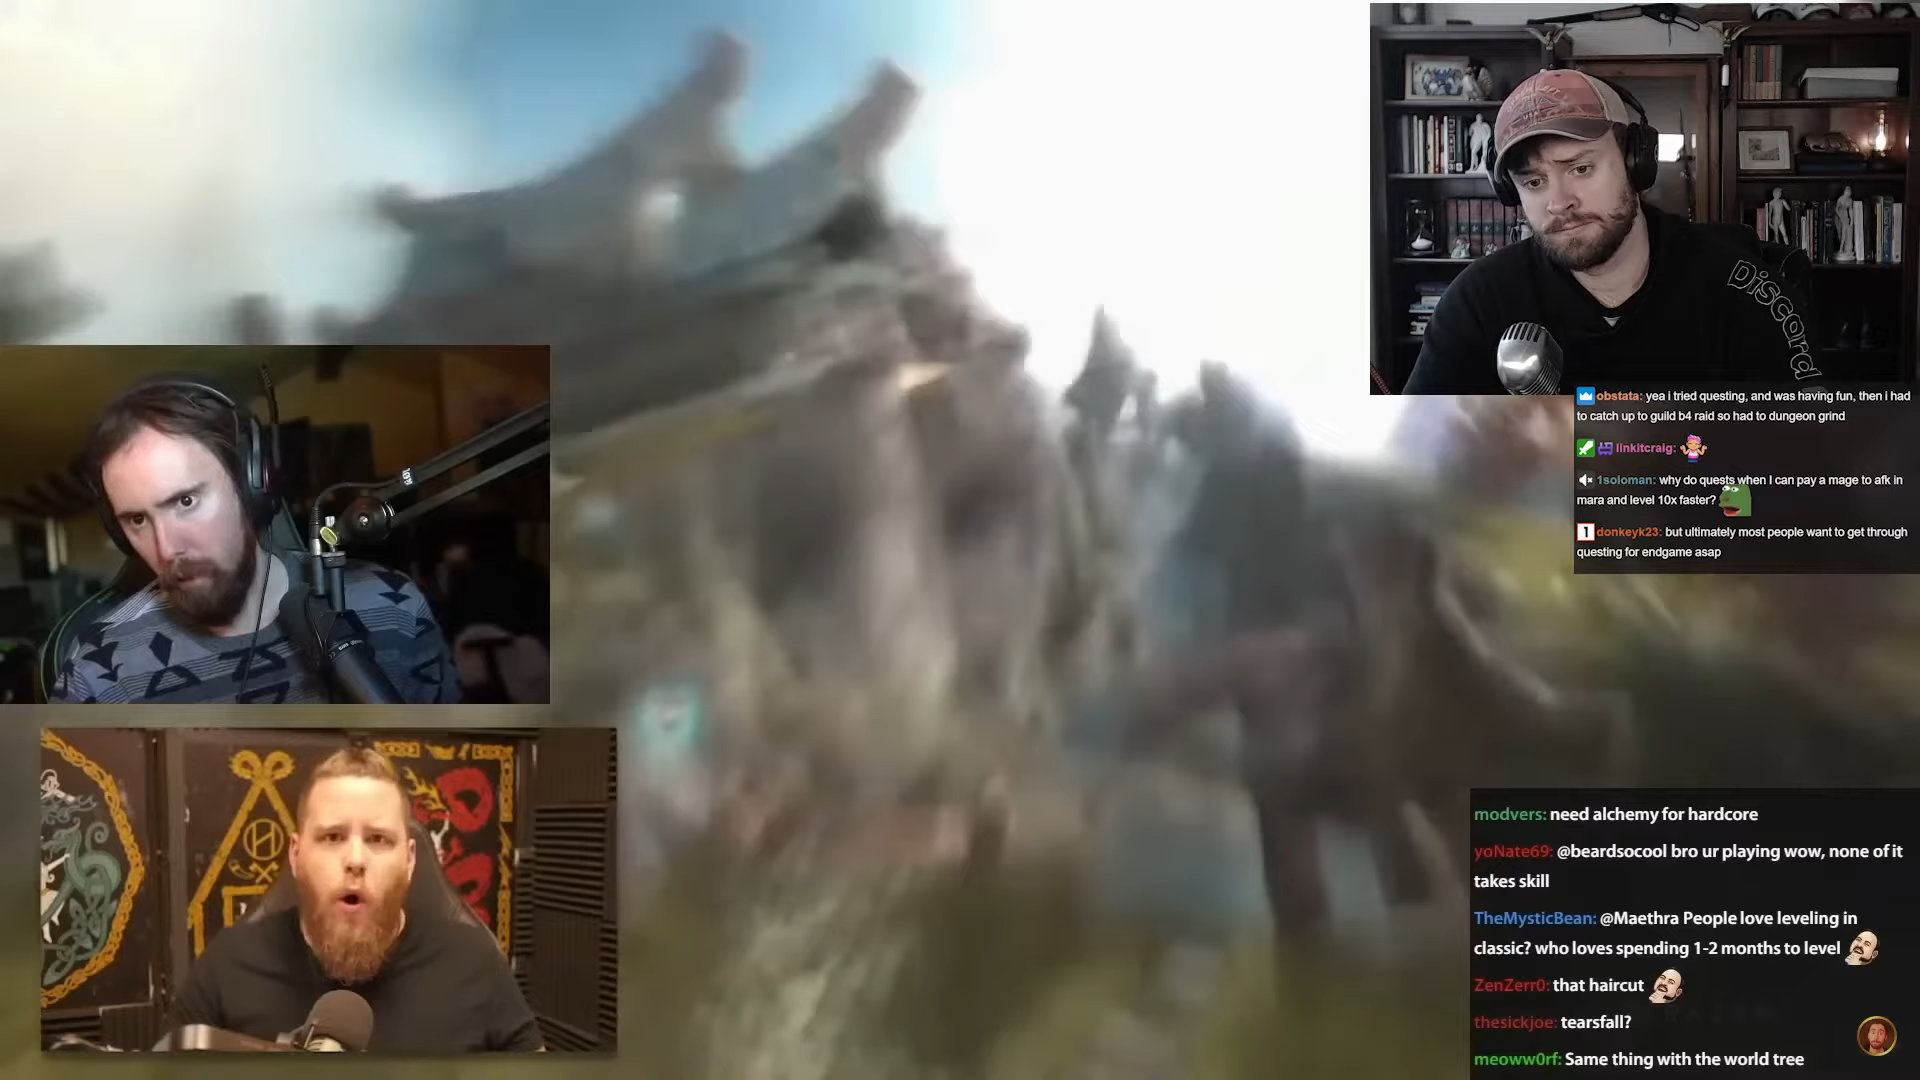 Discord
obstata: yea i tried questing, and was having fun, then i had
to catch up to guild b4 raid so had to dungeon grind
linkitcraig:
1soloman: why do quests when I can pay a mage to afk in
mara and level 10x faster?
1 donkeyk23: but ultimately most people want to get through
questing for endgame asap
modvers: need alchemy for hardcore
yoNate69: @beardsocool bro ur playing wow, none of it
takes skill
TheMysticBean: @Maethra People love leveling in
classic? who loves spending 1-2 months to level
ZenZerr0: that haircut
thesickjoe: tearsfall?
meoww0rf: Same thing with the world tree